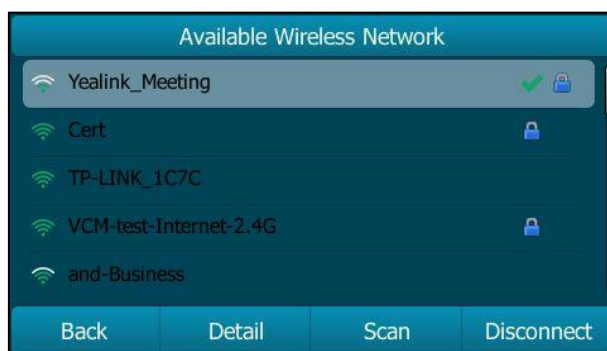 Available Wireless Network
Yealink_Meeting
Cert
TP-LINK_1C7C
VCM-test-Internet-2.4G
and-Business
Back Detail Scan Disconnect